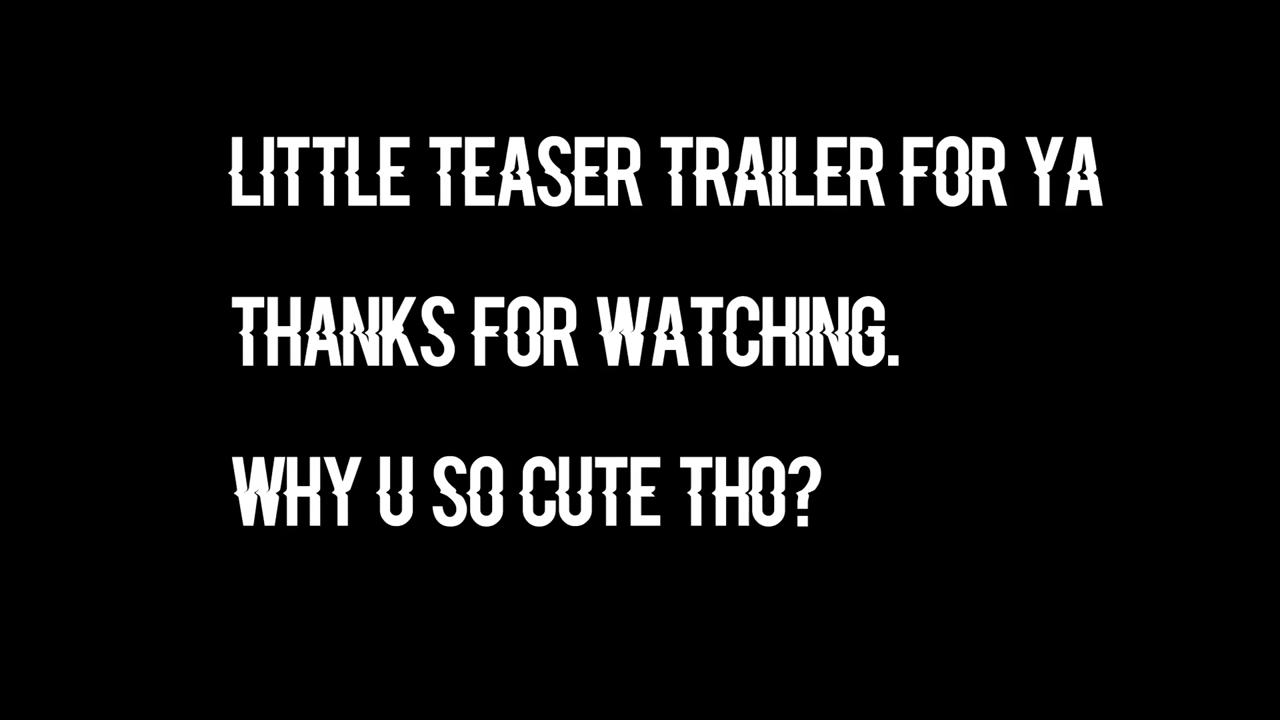 LITTLE TEASER TRAILER FOR YA
THANKS FOR WATCHING.
WHY U SO CUTE THO?